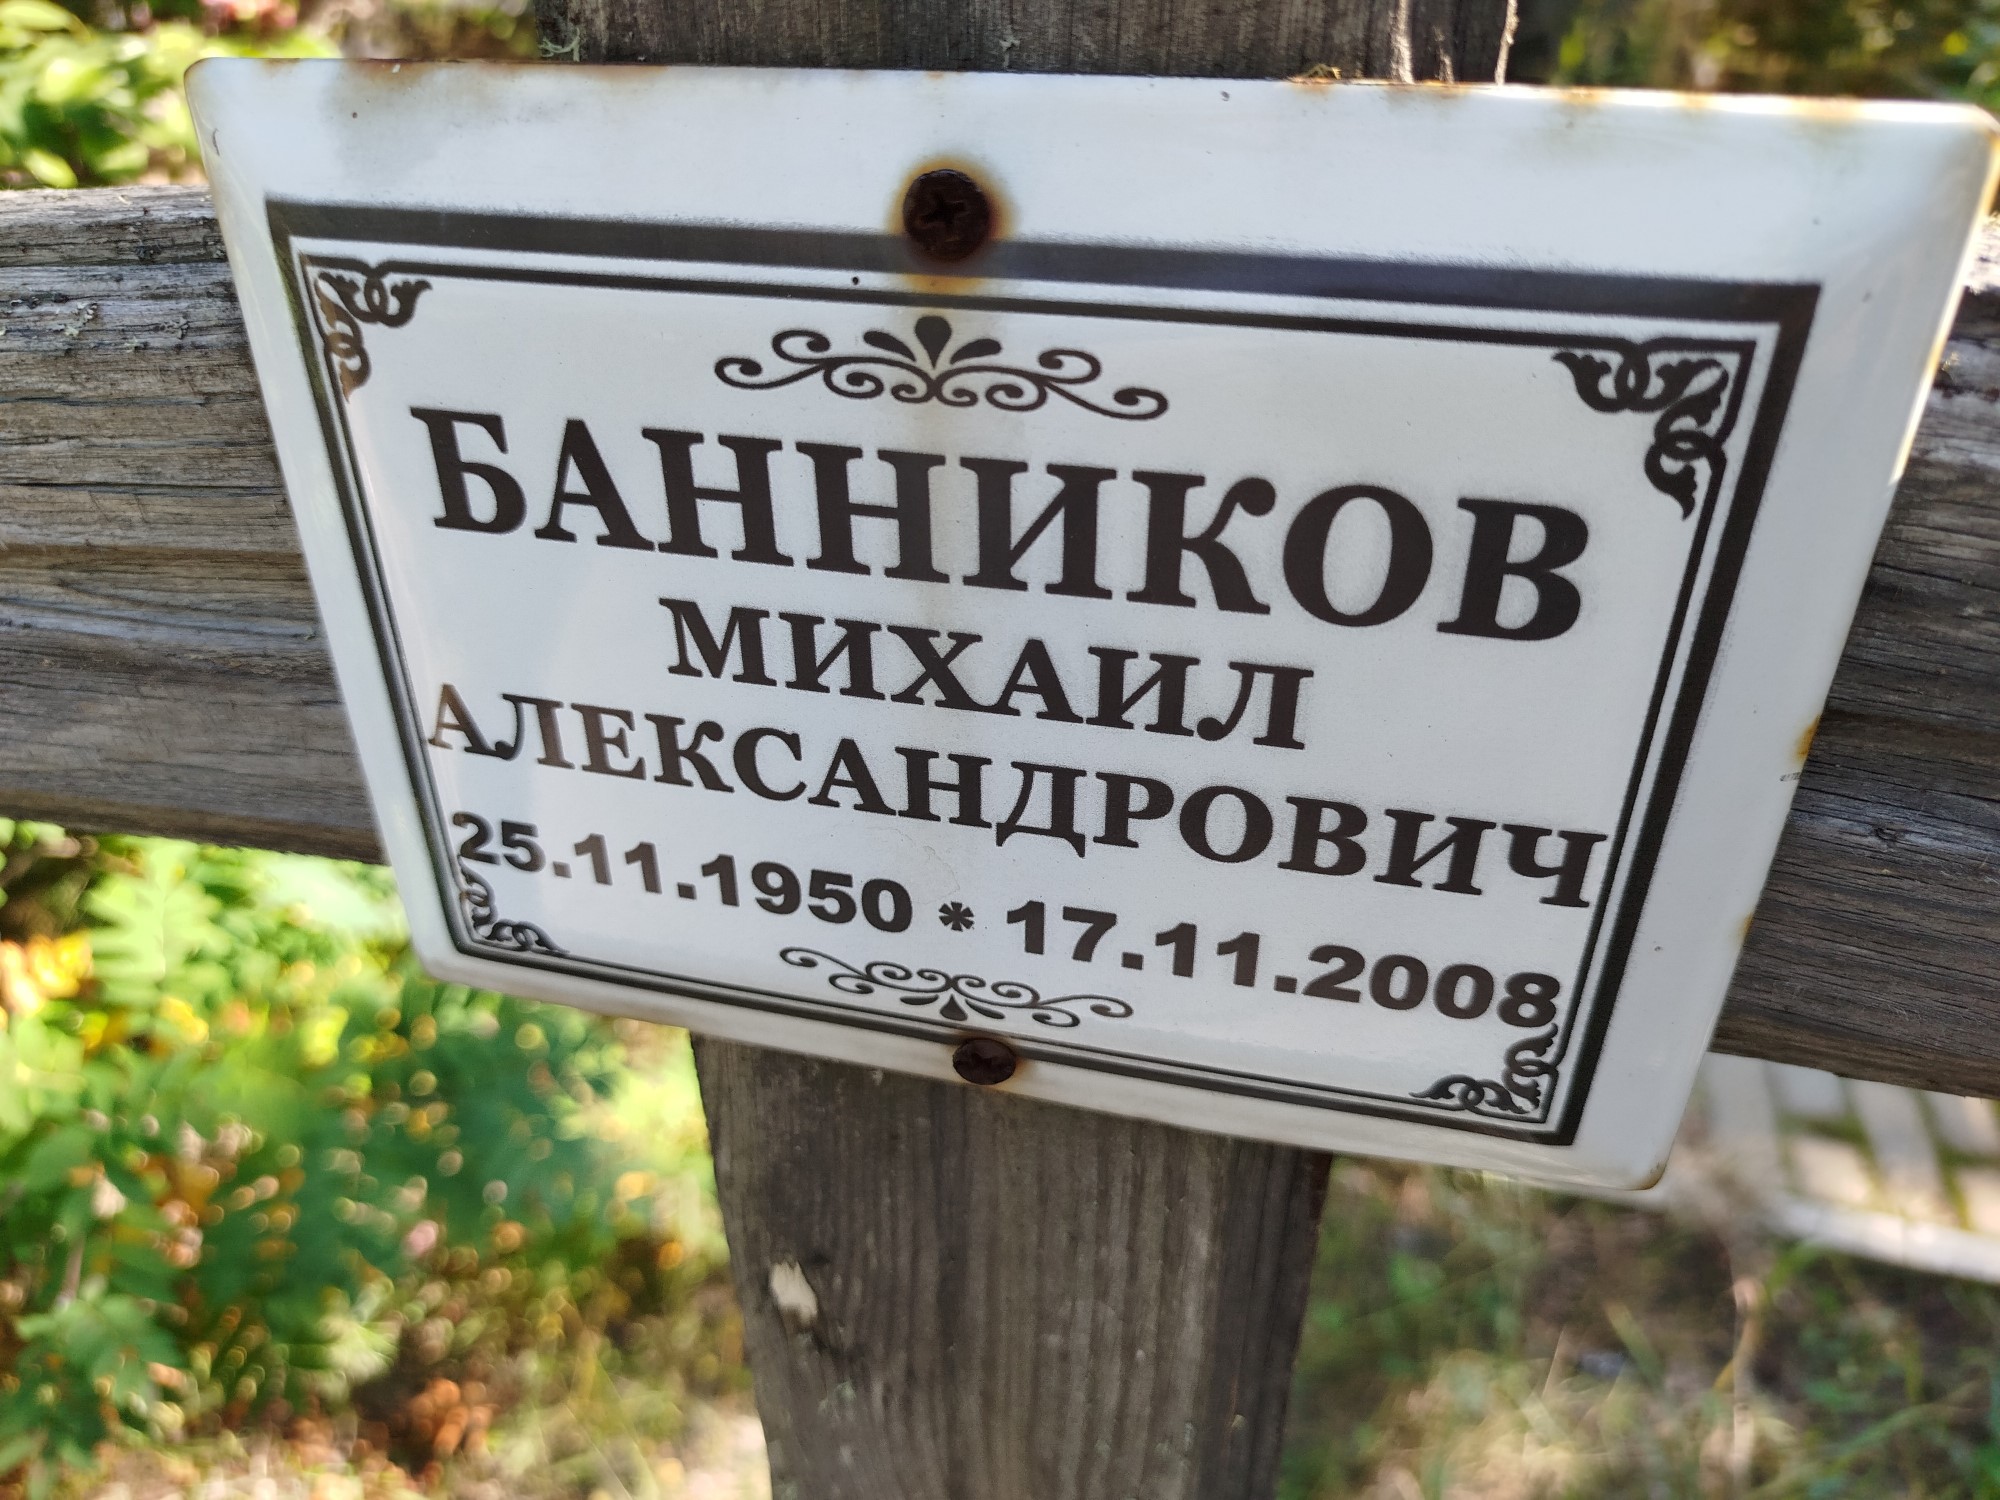 БАННИКОВ
МИХАИЛ
АЛЕКСАНДРОВИЧ
25.11.1950 * 17.11.2008